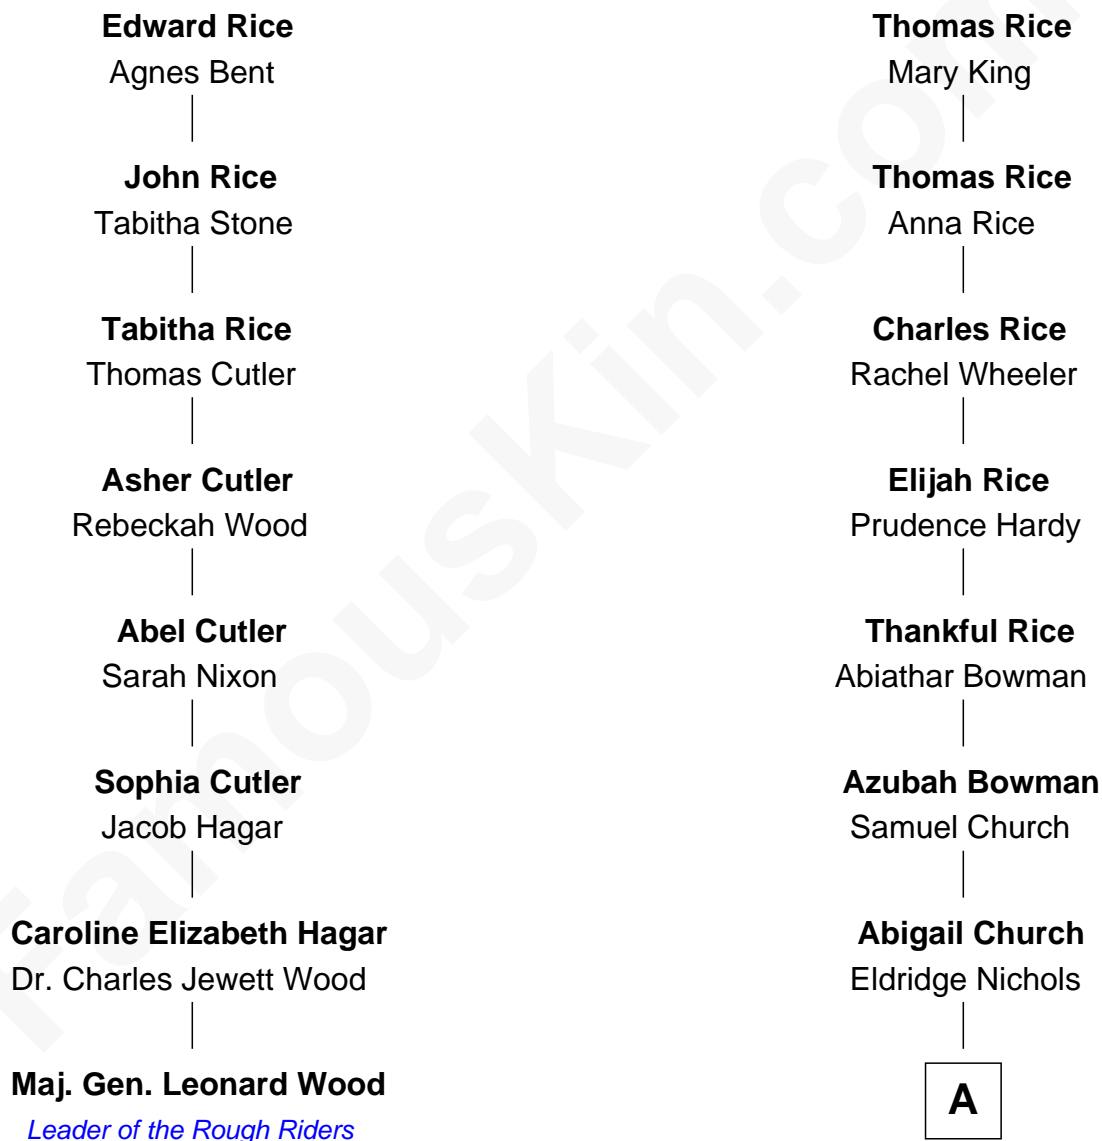 Edward Rice
Agnes Bent
John Rice
Tabitha Stone
Tabitha Rice
Thomas Cutler
Asher Cutler
Rebeckah Wood
Abel Cutler
Sarah Nixon
Sophia Cutler
Jacob Hagar
Caroline Elizabeth Hagar
Dr. Charles Jewett Wood
Maj. Gen. Leonard Wood
Leader of the Rough Riders
Thomas Rice
Mary King
Thomas Rice
Anna Rice
Charles Rice
Rachel Wheeler
Elijah Rice
Prudence Hardy
Thankful Rice
Abiathar Bowman
Azubah Bowman
Samuel Church
Abigail Church
Eldridge Nichols
A
FamousKin.com